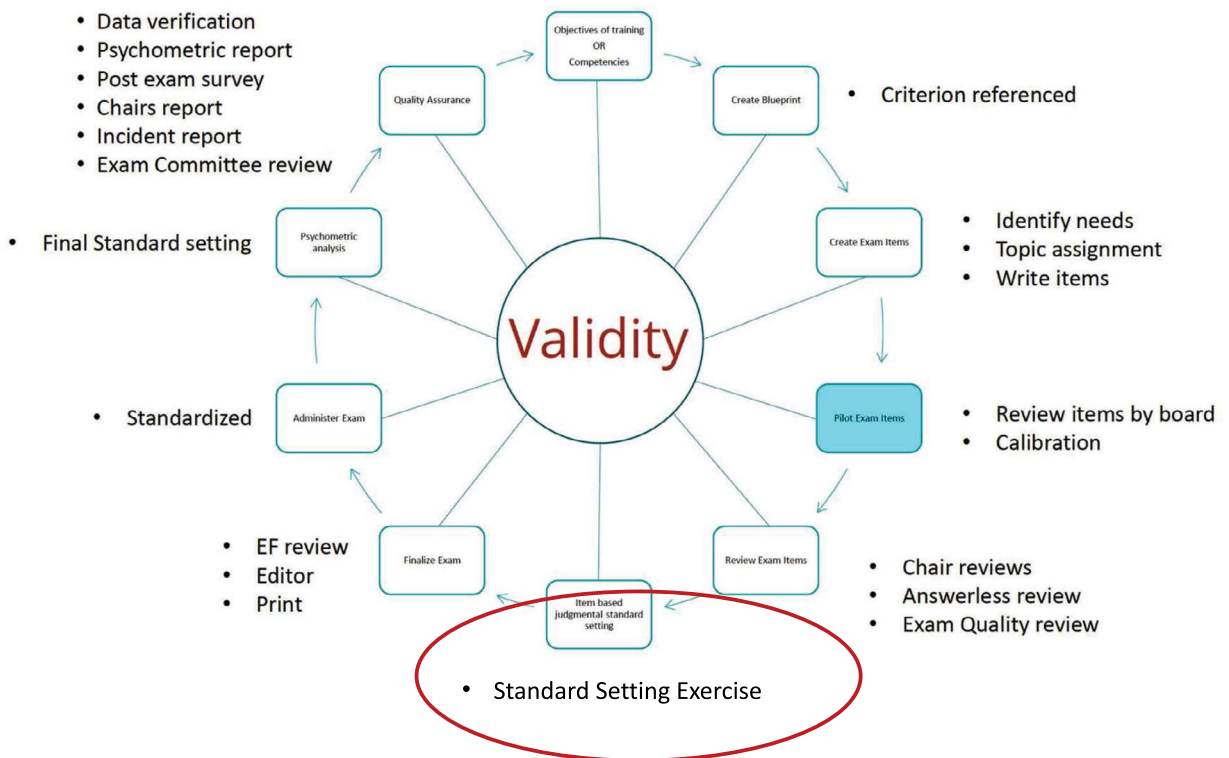 • Data verification
• Psychometric report
• Post exam survey
• Chairs report
• Incident report
• Exam Committee review
Objectives of training
OR
Competencies
Quality Assurance
Create Blueprint
• Criterion referenced
• Final Standard setting
Psychometric
analysis
Create Exam Items
• Identify needs
• Topic assignment
• Write items
Validity
• Standardized
Administer Exam
Pilot Exam Items
• Review items by board
• Calibration
• EF review
• Editor
• Print
Finalize Exam
Review Exam Items
• Chair reviews
• Answerless review
• Exam Quality review
Item based
judgmental standard
setting
• Standard Setting Exercise